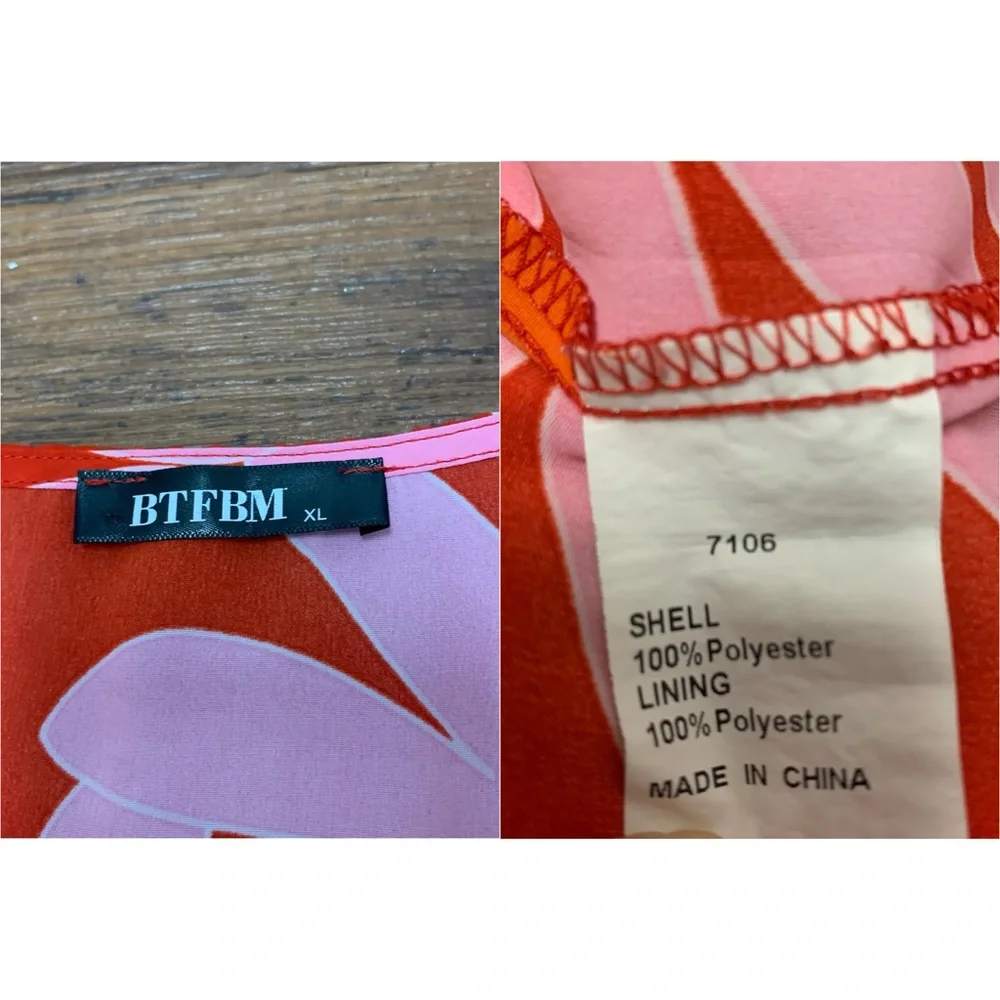 BTFBM XL
7106
SHELL
100% Polyester
LINING
100% Polyester
MADE IN CHINA